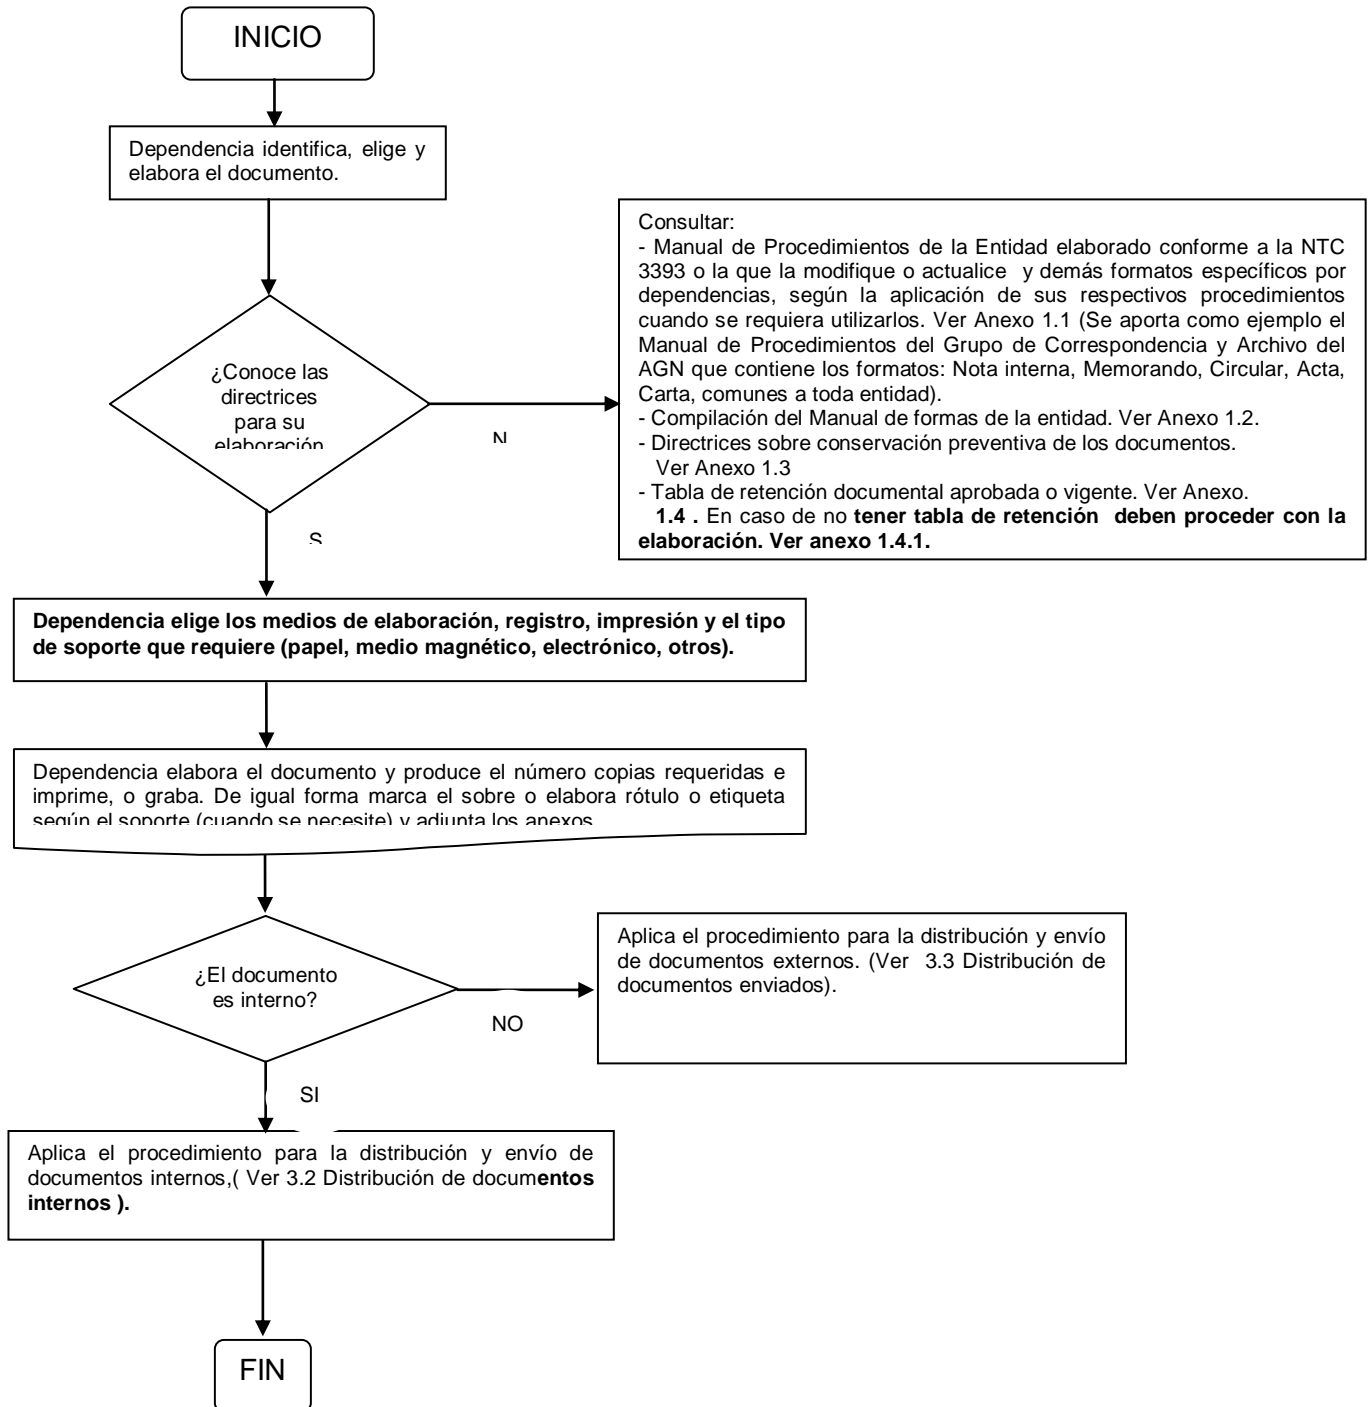 INICIO
Dependencia identifica, elige y
elabora el documento.
Consultar:
- Manual de Procedimientos de la Entidad elaborado conforme a la NTC
3393 o la que la modifique o actualice y demás formatos específicos por
dependencias, según la aplicación de sus respectivos procedimientos
cuando se requiera utilizarlos. Ver Anexo 1.1 (Se aporta como ejemplo el
Manual de Procedimientos del Grupo de Correspondencia y Archivo del
AGN que contiene los formatos: Nota interna, Memorando, Circular, Acta,
Carta, comunes a toda entidad).
- Compilación del Manual de formas de la entidad. Ver Anexo 1.2.
- Directrices sobre conservación preventiva de los documentos.
Ver Anexo 1.3
- Tabla de retención documental aprobada o vigente. Ver Anexo.
1.4 . En caso de no tener tabla de retención deben proceder con la
elaboración. Ver anexo 1.4.1.
¿Conoce las
directrices
para su
elaboración
N
S
Dependencia elige los medios de elaboración, registro, impresión y el tipo
de soporte que requiere (papel, medio magnético, electrónico, otros).
Dependencia elabora el documento y produce el número copias requeridas e
imprime, o graba. De igual forma marca el sobre o elabora rótulo o etiqueta
según el soporte (cuando se necesite) y adjunta los anexos
¿El documento
es interno?
NO
Aplica el procedimiento para la distribución y envío
de documentos externos. (Ver 3.3 Distribución de
documentos enviados).
SI
Aplica el procedimiento para la distribución y envío de
documentos internos,( Ver 3.2 Distribución de documentos
internos ).
FIN